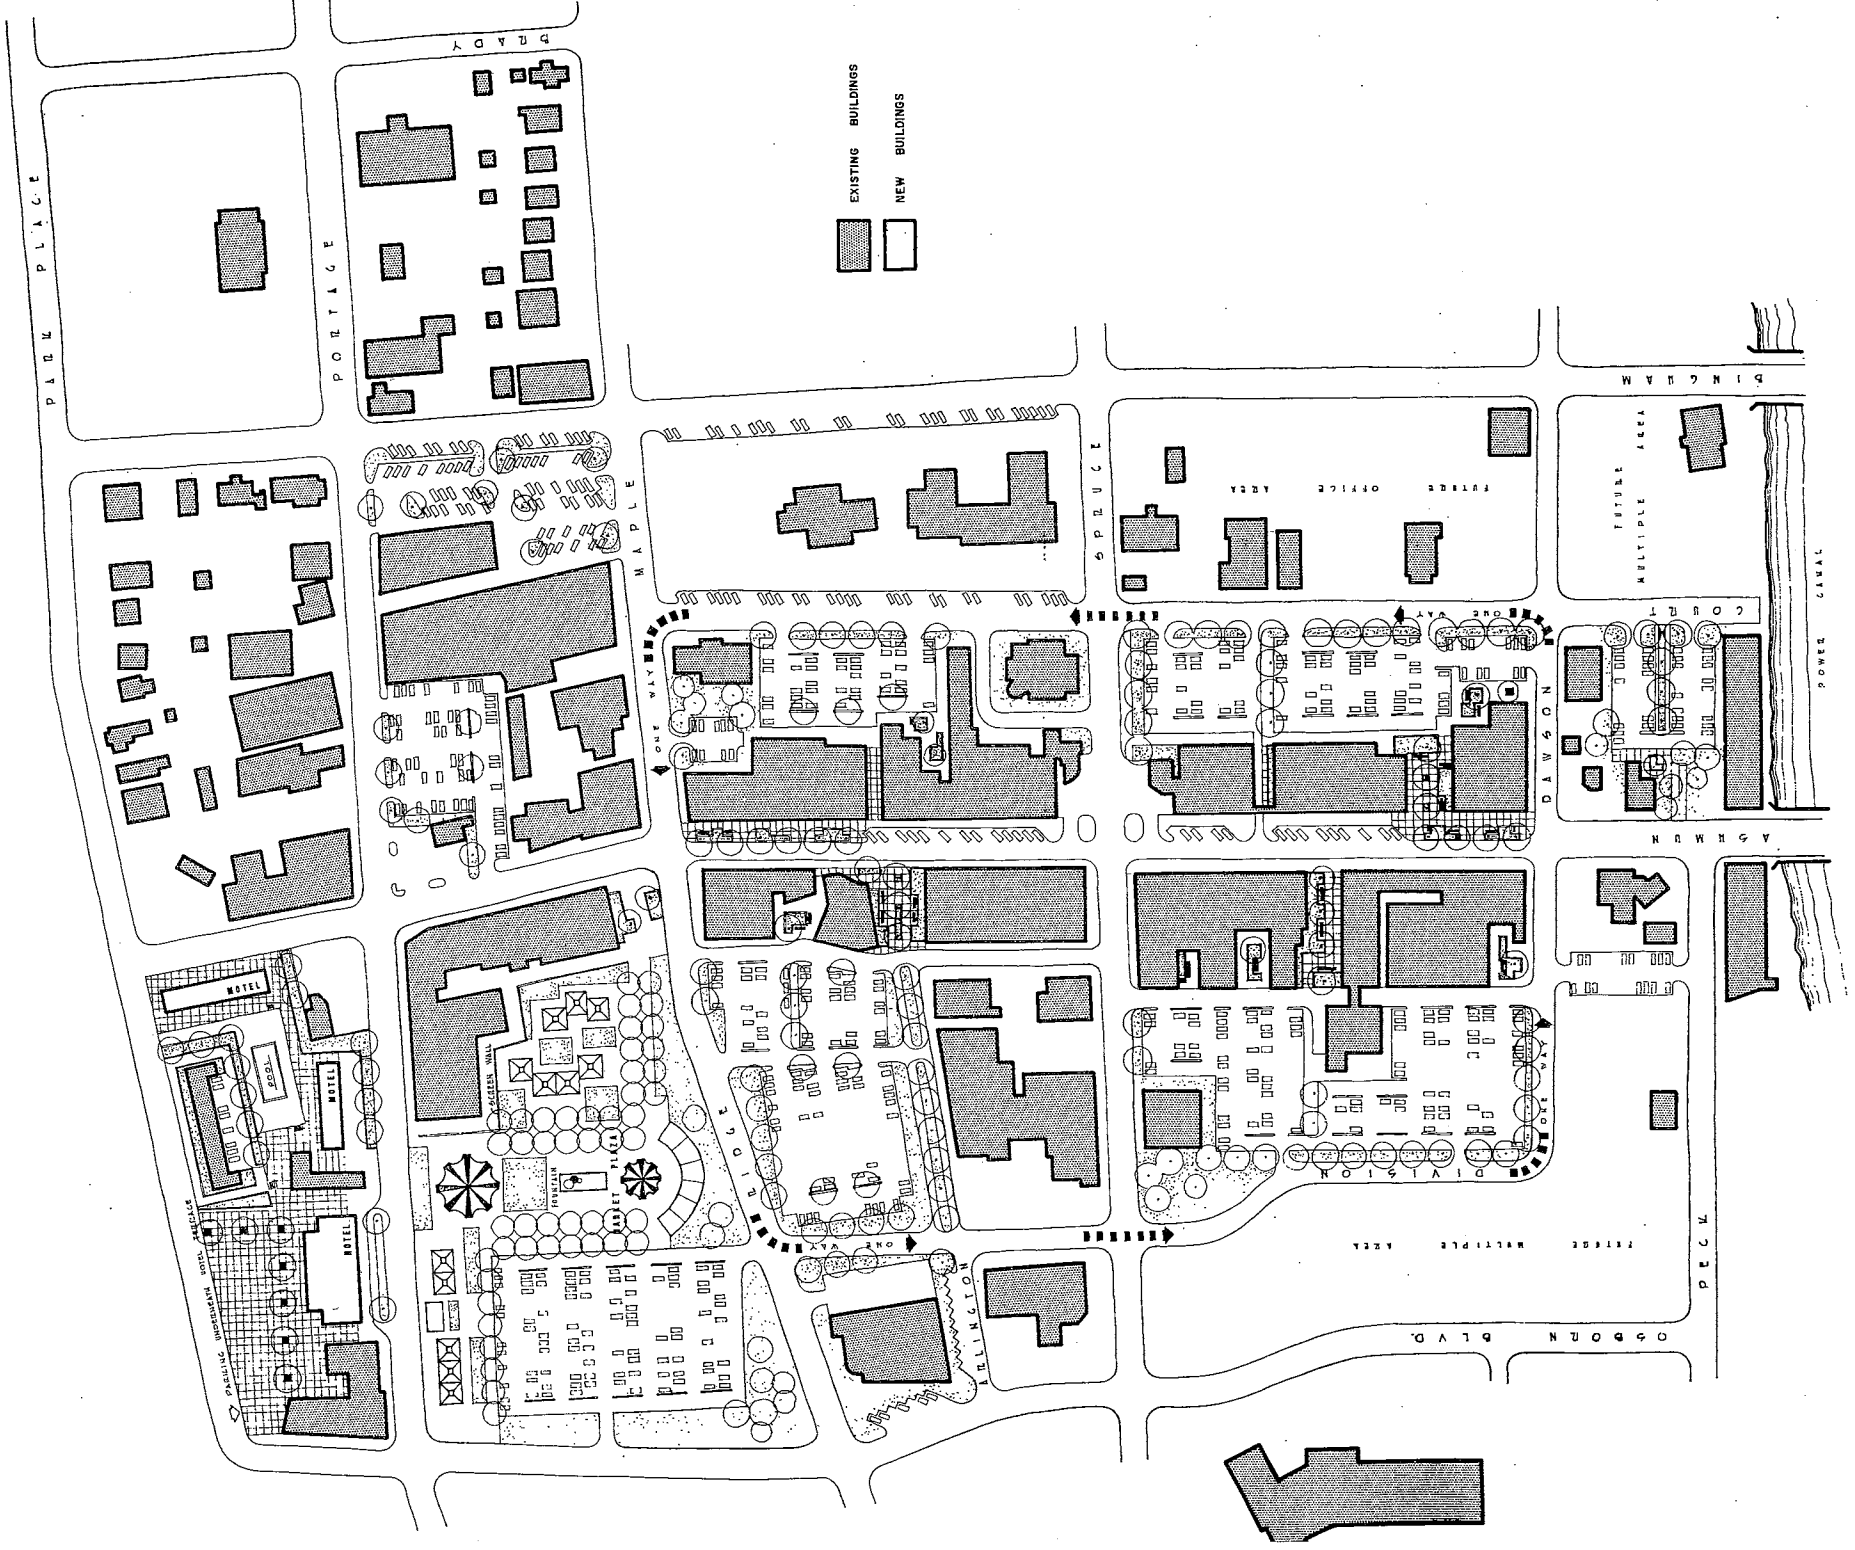 BRADY
PARK PLACE
PORTAGE
EXISTING BUILDINGS
NEW BUILDINGS
BINGHAM
MAPLE
SPRUCE
FUTURE OFFICE AREA
FUTURE
MULTIPLE AREA
POWER CANAL
COURT
ONE WAY
ONE WAY
DAWSON
ASHMUN
MOTEL
POOL
MOTEL
SCREEN WALL
MARKET PLAZA
FOUNTAIN
RIDGE
MOTEL
PARKING UNDERNEATH MOTEL TERRACE
ONE WAY
ARLINGTON
DIVISION
ONE WAY
FUTURE MULTIPLE AREA
PECK
OSBORN BLVD.